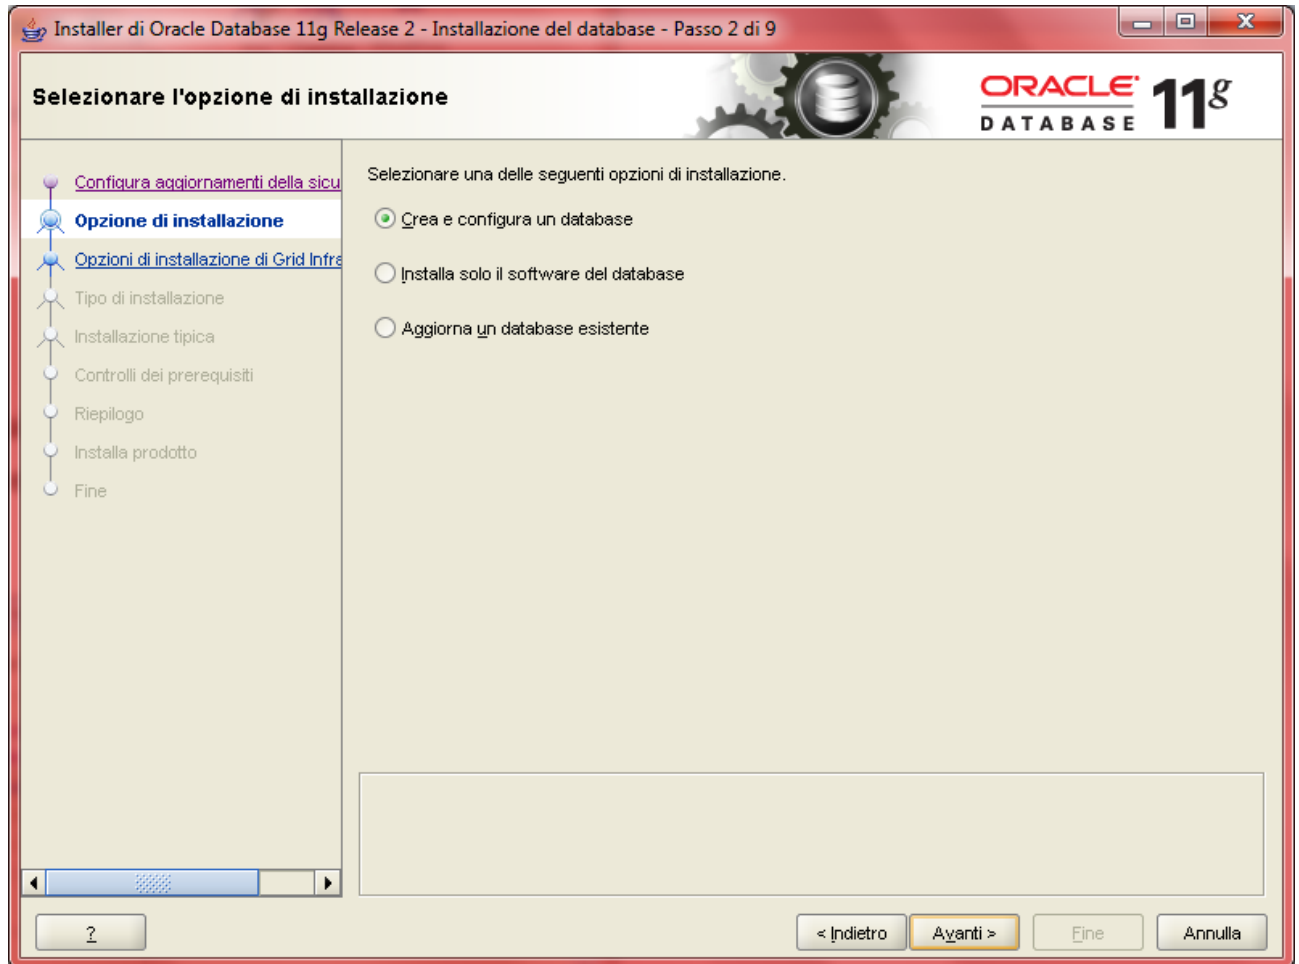 Installer di Oracle Database 11g Release 2 - Installazione del database - Passo 2 di 9
Selezionare l'opzione di installazione
ORACLE
DATABASE
11g
Configura aggiornamenti della sicu
Opzione di installazione
Opzioni di installazione di Grid Infra
Tipo di installazione
Installazione tipica
Controlli dei prerequisiti
Riepilogo
Installa prodotto
Fine
Selezionare una delle seguenti opzioni di installazione.
Crea e configura un database
Installa solo il software del database
Aggiorna un database esistente
?
< Indietro
Avanti >
Fine
Annulla